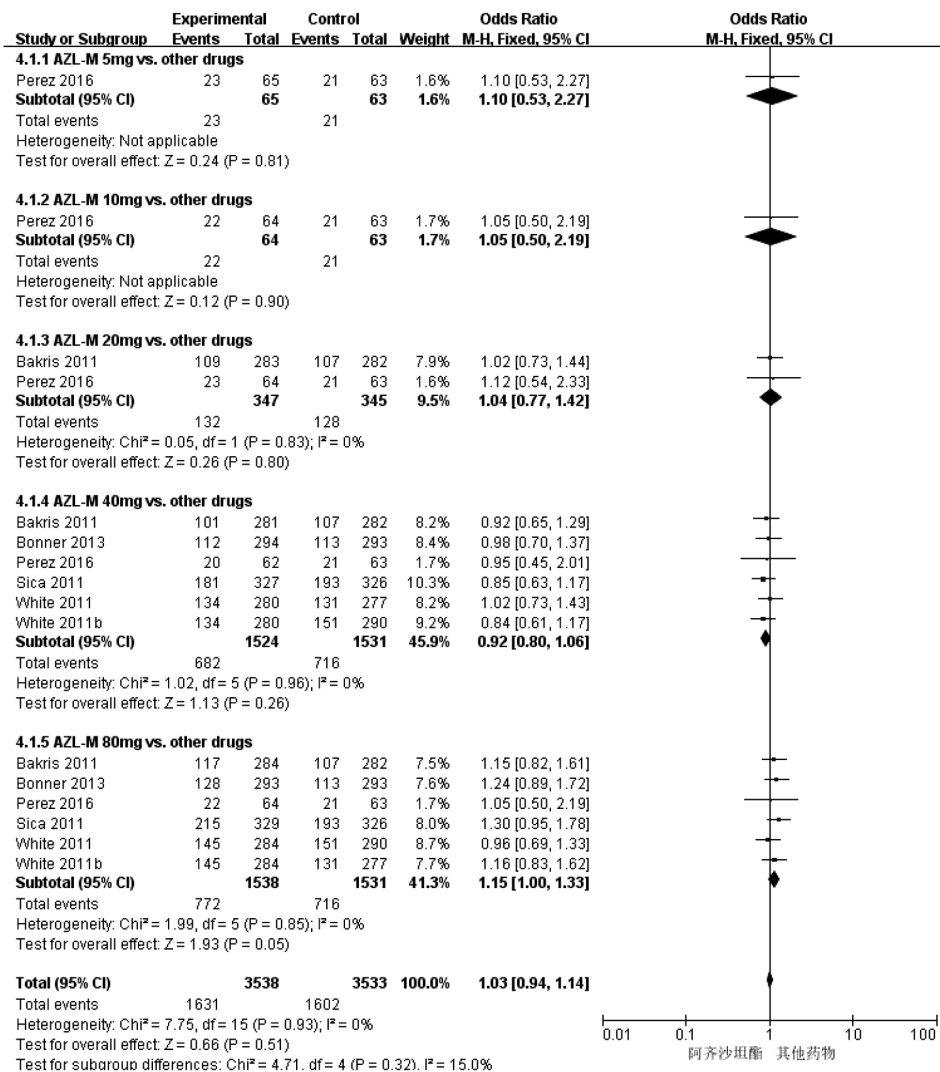 Experimental Control Odds Ratio Odds Ratio
Study or Subgroup Events Total Events Total Weight M-H, Fixed, 95% CI M-H, Fixed, 95% CI
4.1.1 AZL-M 5mg vs. other drugs
Perez 2016 23 65 21 63 1.6% 1.10 [0.53, 2.27]
Subtotal (95% CI) 65 63 1.6% 1.10 [0.53, 2.27]
Total events 23 21
Heterogeneity: Not applicable
Test for overall effect: Z = 0.24 (P = 0.81)
4.1.2 AZL-M 10mg vs. other drugs
Perez 2016 22 64 21 63 1.7% 1.05 [0.50, 2.19]
Subtotal (95% CI) 64 63 1.7% 1.05 [0.50, 2.19]
Total events 22 21
Heterogeneity: Not applicable
Test for overall effect: Z = 0.12 (P = 0.90)
4.1.3 AZL-M 20mg vs. other drugs
Bakris 2011 109 283 107 282 7.9% 1.02 [0.73, 1.44]
Perez 2016 23 64 21 63 1.6% 1.12 [0.54, 2.33]
Subtotal (95% CI) 347 345 9.5% 1.04 [0.77, 1.42]
Total events 132 128
Heterogeneity: Chi² = 0.05, df = 1 (P = 0.83); I² = 0%
Test for overall effect: Z = 0.26 (P = 0.80)
4.1.4 AZL-M 40mg vs. other drugs
Bakris 2011 101 281 107 282 8.2% 0.92 [0.65, 1.29]
Bonner 2013 112 294 113 293 8.4% 0.98 [0.70, 1.37]
Perez 2016 20 62 21 63 1.7% 0.95 [0.45, 2.01]
Sica 2011 181 327 193 326 10.3% 0.85 [0.63, 1.17]
White 2011 134 280 131 277 8.2% 1.02 [0.73, 1.43]
White 2011b 134 280 151 290 9.2% 0.84 [0.61, 1.17]
Subtotal (95% CI) 1524 1531 45.9% 0.92 [0.80, 1.06]
Total events 682 716
Heterogeneity: Chi² = 1.02, df = 5 (P = 0.96); I² = 0%
Test for overall effect: Z = 1.13 (P = 0.26)
4.1.5 AZL-M 80mg vs. other drugs
Bakris 2011 117 284 107 282 7.5% 1.15 [0.82, 1.61]
Bonner 2013 128 293 113 293 7.6% 1.24 [0.89, 1.72]
Perez 2016 22 64 21 63 1.7% 1.05 [0.50, 2.19]
Sica 2011 215 329 193 326 8.0% 1.30 [0.95, 1.78]
White 2011 145 284 151 290 8.7% 0.96 [0.69, 1.33]
White 2011b 145 284 131 277 7.7% 1.16 [0.83, 1.62]
Subtotal (95% CI) 1538 1531 41.3% 1.15 [1.00, 1.33]
Total events 772 716
Heterogeneity: Chi² = 1.99, df = 5 (P = 0.85); I² = 0%
Test for overall effect: Z = 1.93 (P = 0.05)
Total (95% CI) 3538 3533 100.0% 1.03 [0.94, 1.14]
Total events 1631 1602
Heterogeneity: Chi² = 7.75, df = 15 (P = 0.93); I² = 0%
Test for overall effect: Z = 0.66 (P = 0.51)
Test for subgroup differences: Chi² = 4.71, df = 4 (P = 0.32), I² = 15.0%
0.01 0.1 1 10 100
阿齐沙坦酯 其他药物